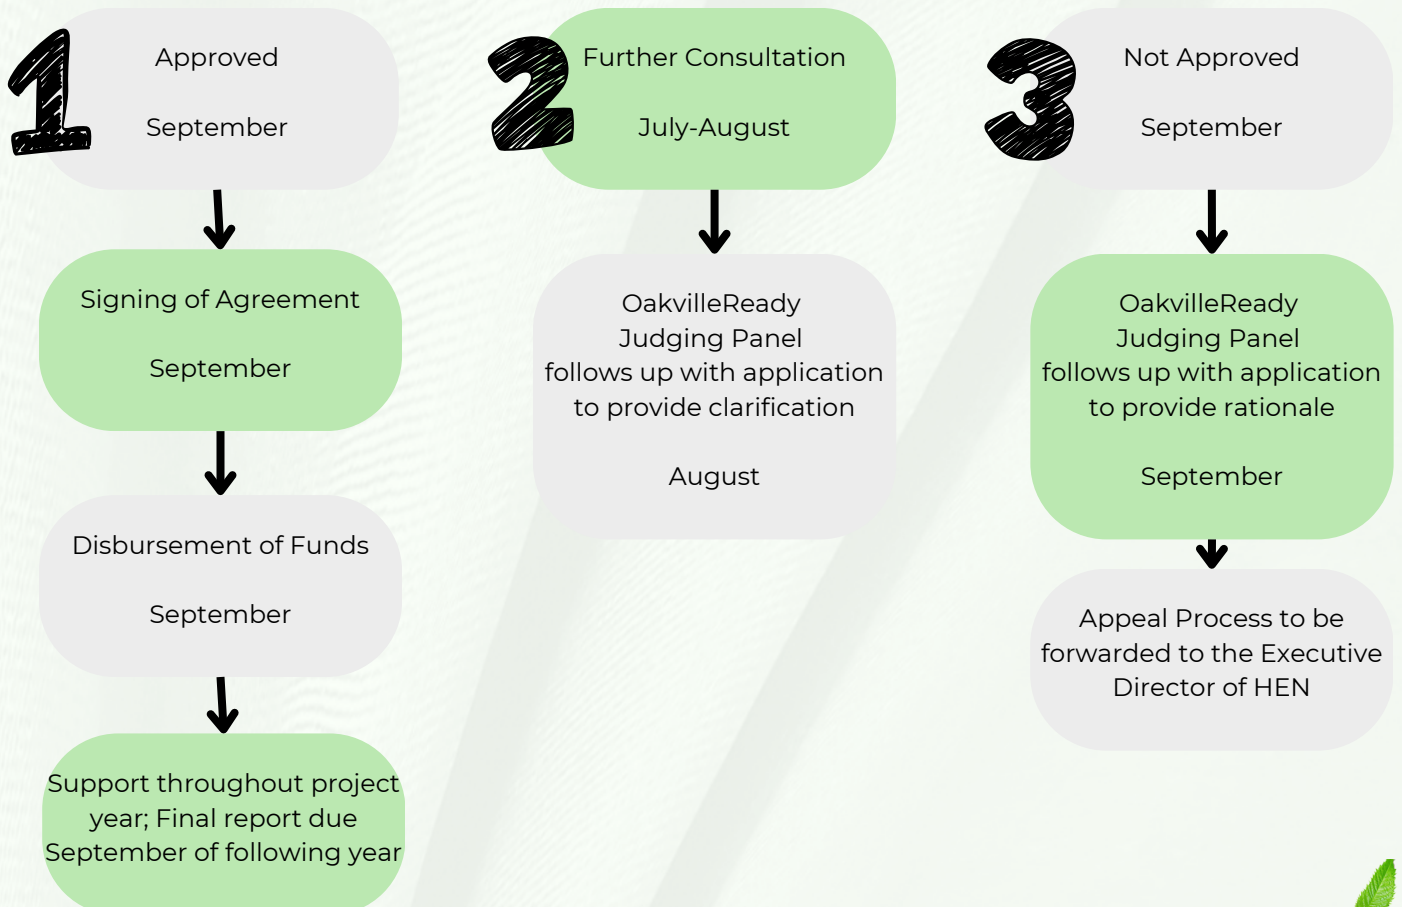 1
Approved
September
Signing of Agreement
September
Disbursement of Funds
September
Support throughout project
year; Final report due
September of following year
2
Further Consultation
July-August
OakvilleReady
Judging Panel
follows up with application
to provide clarification
August
3
Not Approved
September
OakvilleReady
Judging Panel
follows up with application
to provide rationale
September
Appeal Process to be
forwarded to the Executive
Director of HEN